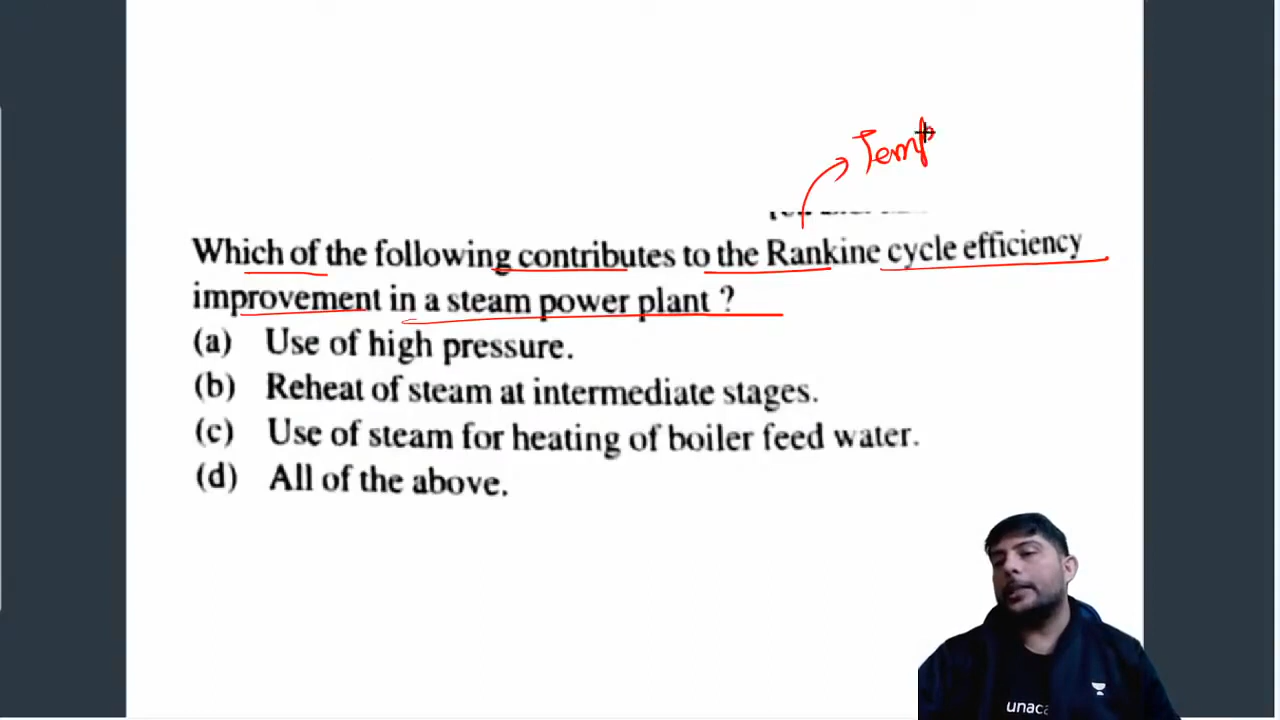 Temp
Which of the following contributes to the Rankine cycle efficiency
improvement in a steam power plant ?
(a) Use of high pressure.
(b) Reheat of steam at intermediate stages.
(c) Use of steam for heating of boiler feed water.
(d) All of the above.
unaca